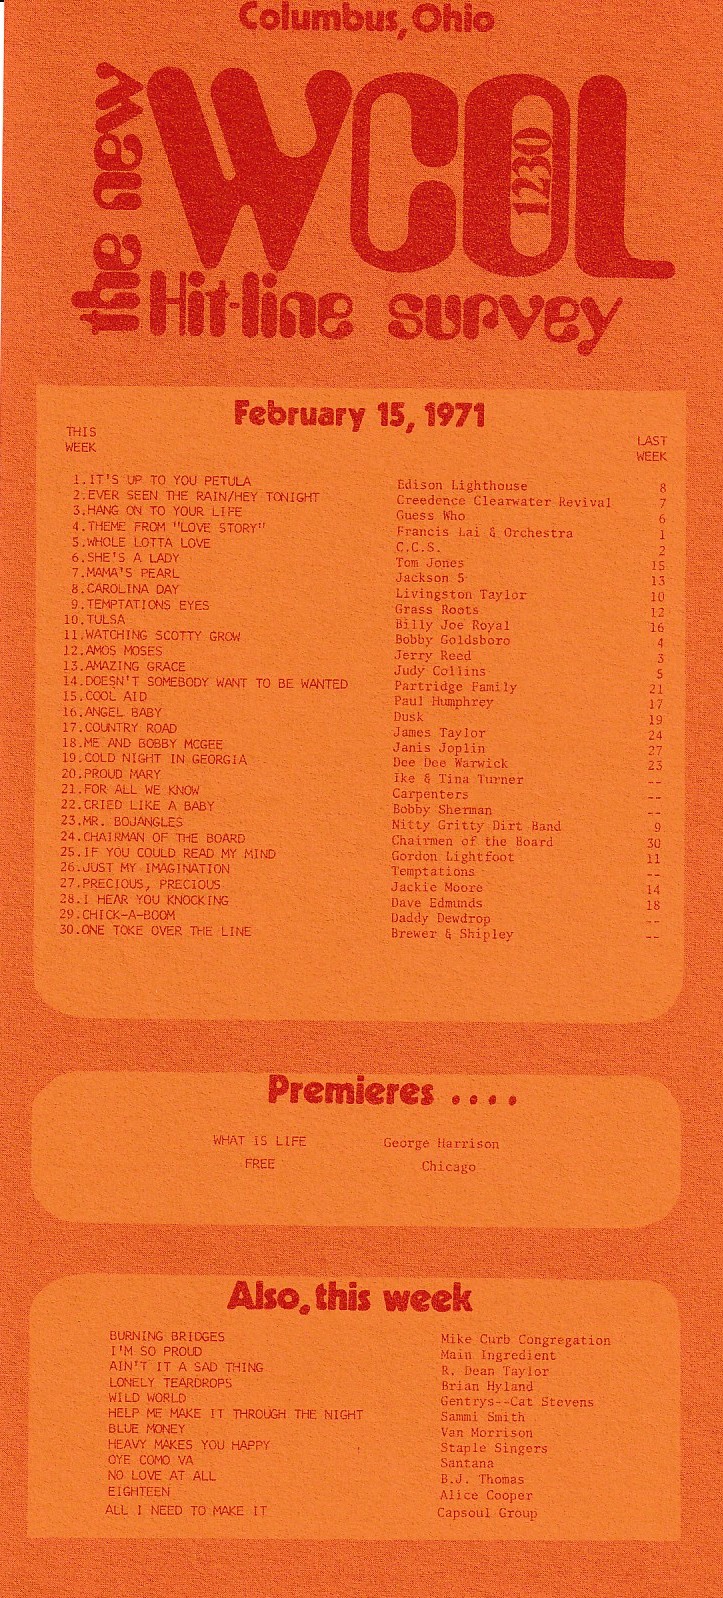 Columbus, Ohio
the new WCOL 1230
Hit-line survey
February 15, 1971
THIS WEEK LAST WEEK
1.IT'S UP TO YOU PETULA Edison Lighthouse 8
2.EVER SEEN THE RAIN/HEY TONIGHT Creedence Clearwater Revival 7
3.HANG ON TO YOUR LIFE Guess Who 6
4.THEME FROM "LOVE STORY" Francis Lai & Orchestra 1
5.WHOLE LOTTA LOVE C.C.S. 2
6.SHE'S A LADY Tom Jones 15
7.MAMA'S PEARL Jackson 5 13
8.CAROLINA DAY Livingston Taylor 10
9.TEMPTATIONS EYES Grass Roots 12
10.TULSA Billy Joe Royal 16
11.WATCHING SCOTTY GROW Bobby Goldsboro 4
12.AMOS MOSES Jerry Reed 3
13.AMAZING GRACE Judy Collins 5
14.DOESN'T SOMEBODY WANT TO BE WANTED Partridge Family 21
15.COOL AID Paul Humphrey 17
16.ANGEL BABY Dusk 19
17.COUNTRY ROAD James Taylor 24
18.ME AND BOBBY MCGEE Janis Joplin 27
19.COLD NIGHT IN GEORGIA Dee Dee Warwick 23
20.PROUD MARY Ike & Tina Turner --
21.FOR ALL WE KNOW Carpenters --
22.CRIED LIKE A BABY Bobby Sherman --
23.MR. BOJANGLES Nitty Gritty Dirt Band 9
24.CHAIRMAN OF THE BOARD Chairmen of the Board 30
25.IF YOU COULD READ MY MIND Gordon Lightfoot 11
26.JUST MY IMAGINATION Temptations --
27.PRECIOUS, PRECIOUS Jackie Moore 14
28.I HEAR YOU KNOCKING Dave Edmunds 18
29.CHICK-A-BOOM Daddy Dewdrop --
30.ONE TOKE OVER THE LINE Brewer & Shipley --
Premieres ....
WHAT IS LIFE George Harrison
FREE Chicago
Also, this week
BURNING BRIDGES Mike Curb Congregation
I'M SO PROUD Main Ingredient
AIN'T IT A SAD THING R. Dean Taylor
LONELY TEARDROPS Brian Hyland
WILD WORLD Gentrys--Cat Stevens
HELP ME MAKE IT THROUGH THE NIGHT Sammi Smith
BLUE MONEY Van Morrison
HEAVY MAKES YOU HAPPY Staple Singers
OYE COMO VA Santana
NO LOVE AT ALL B.J. Thomas
EIGHTEEN Alice Cooper
ALL I NEED TO MAKE IT Capsoul Group